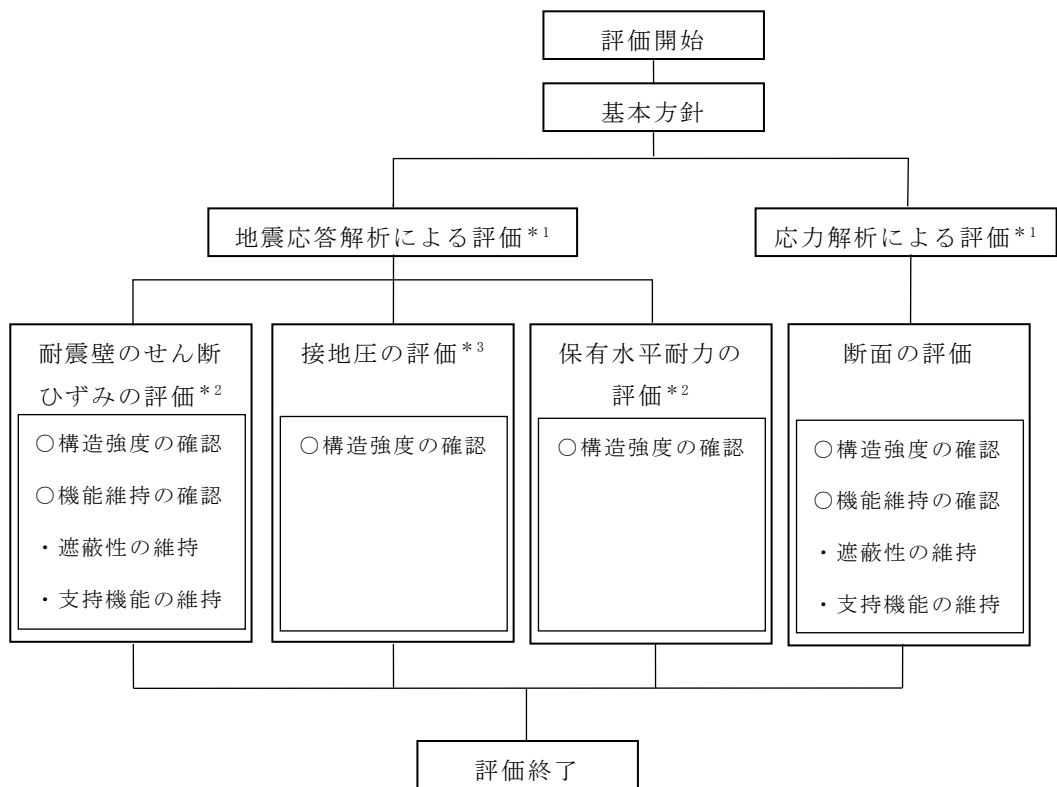 評価開始
基本方針
地震応答解析による評価*1
応力解析による評価*1
耐震壁のせん断
ひずみの評価*2
○構造強度の確認
○機能維持の確認
・遮蔽性の維持
・支持機能の維持
接地圧の評価*3
○構造強度の確認
保有水平耐力の
評価*2
○構造強度の確認
断面の評価
○構造強度の確認
○機能維持の確認
・遮蔽性の維持
・支持機能の維持
評価終了